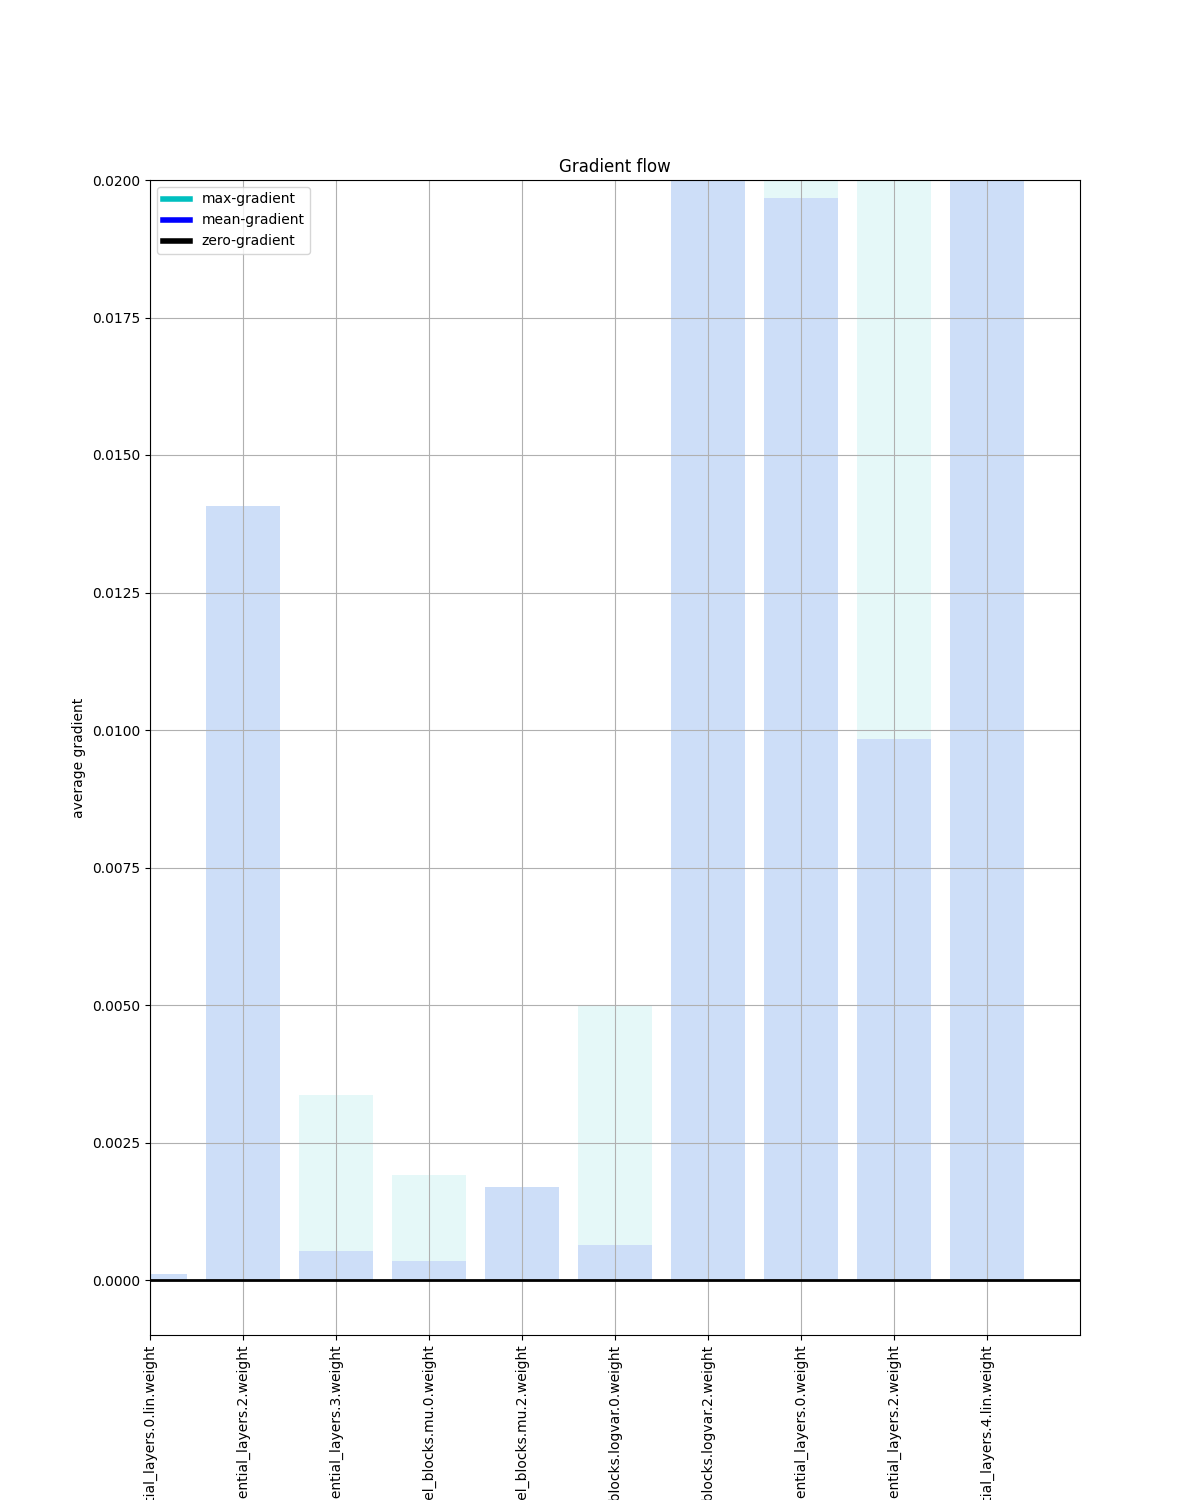 Gradient flow
max-gradient
mean-gradient
zero-gradient
0.0200
0.0175
0.0150
0.0125
0.0100
0.0075
0.0050
0.0025
0.0000
average gradient
tial_layers.0.lin.weight
ential_layers.2.weight
ential_layers.3.weight
el_blocks.mu.0.weight
el_blocks.mu.2.weight
blocks.logvar.0.weight
blocks.logvar.2.weight
ential_layers.0.weight
ential_layers.2.weight
tial_layers.4.lin.weight